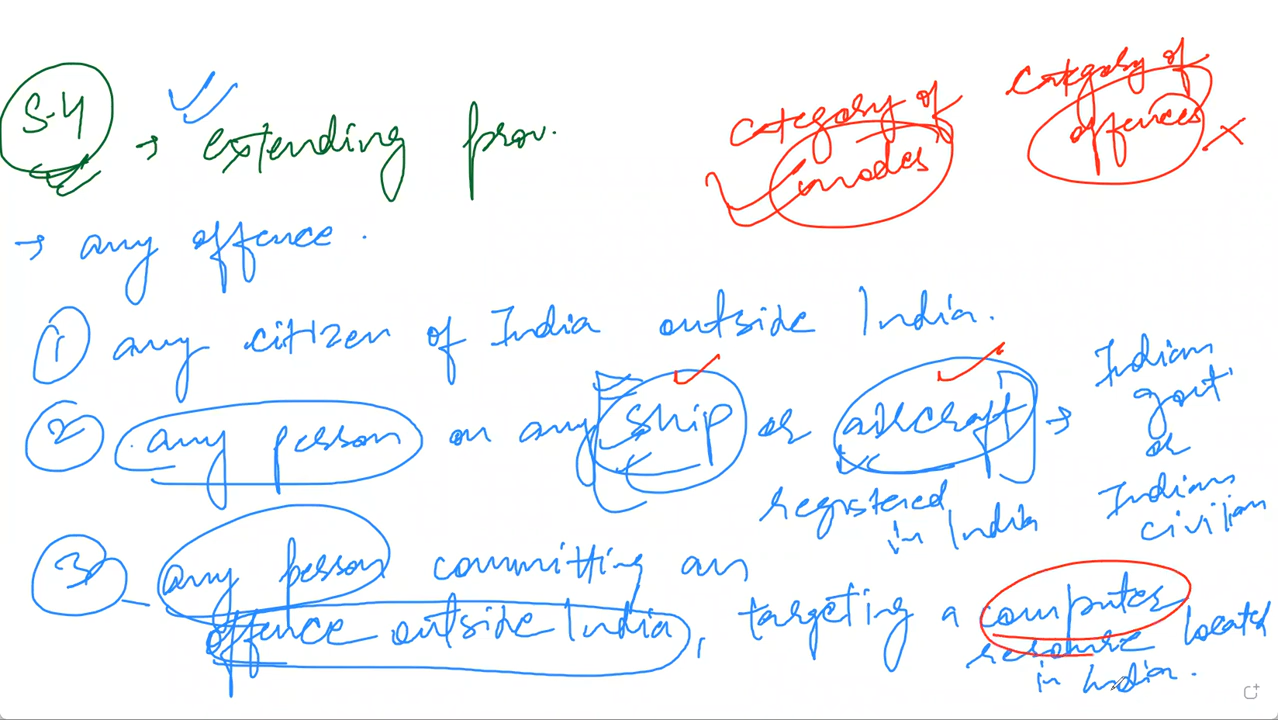 S-4 → extending prov.
category of modes
category of offences x
→ any offence.
① any citizen of India outside India.
② any person on any ship or aircraft → Indian govt or Indian civilian
registered in India
③ any person committing an offence outside India, targeting a computer resource located in India.